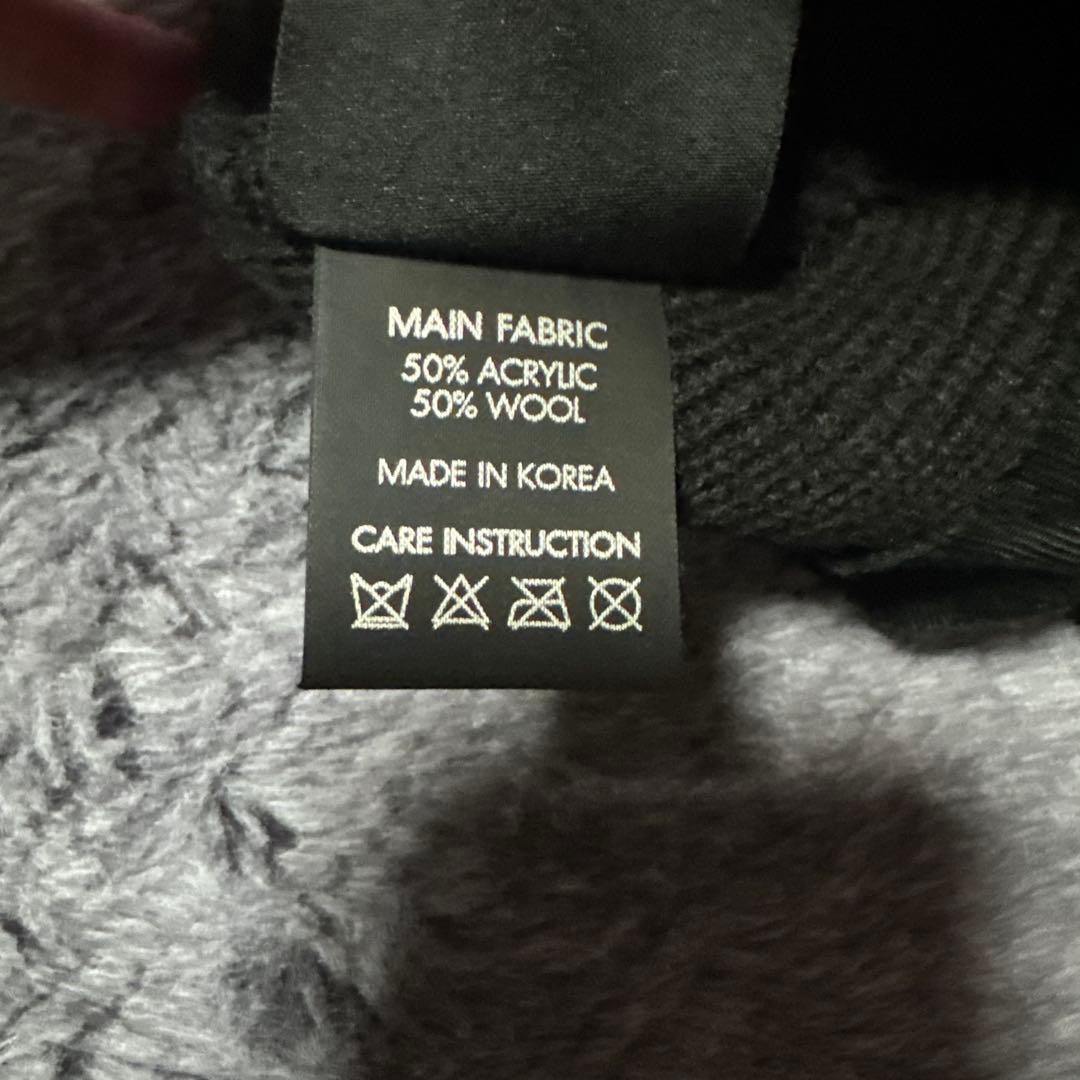 MAIN FABRIC
50% ACRYLIC
50% WOOL
MADE IN KOREA
CARE INSTRUCTION